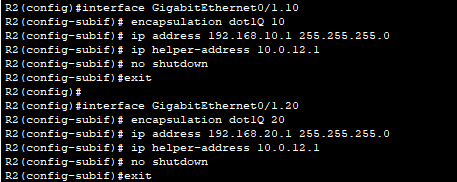 R2(config)#interface GigabitEthernet0/1.10
R2(config-subif)# encapsulation dot1Q 10
R2(config-subif)# ip address 192.168.10.1 255.255.255.0
R2(config-subif)# ip helper-address 10.0.12.1
R2(config-subif)# no shutdown
R2(config-subif)#exit
R2(config)#
R2(config)#interface GigabitEthernet0/1.20
R2(config-subif)# encapsulation dot1Q 20
R2(config-subif)# ip address 192.168.20.1 255.255.255.0
R2(config-subif)# ip helper-address 10.0.12.1
R2(config-subif)# no shutdown
R2(config-subif)#exit